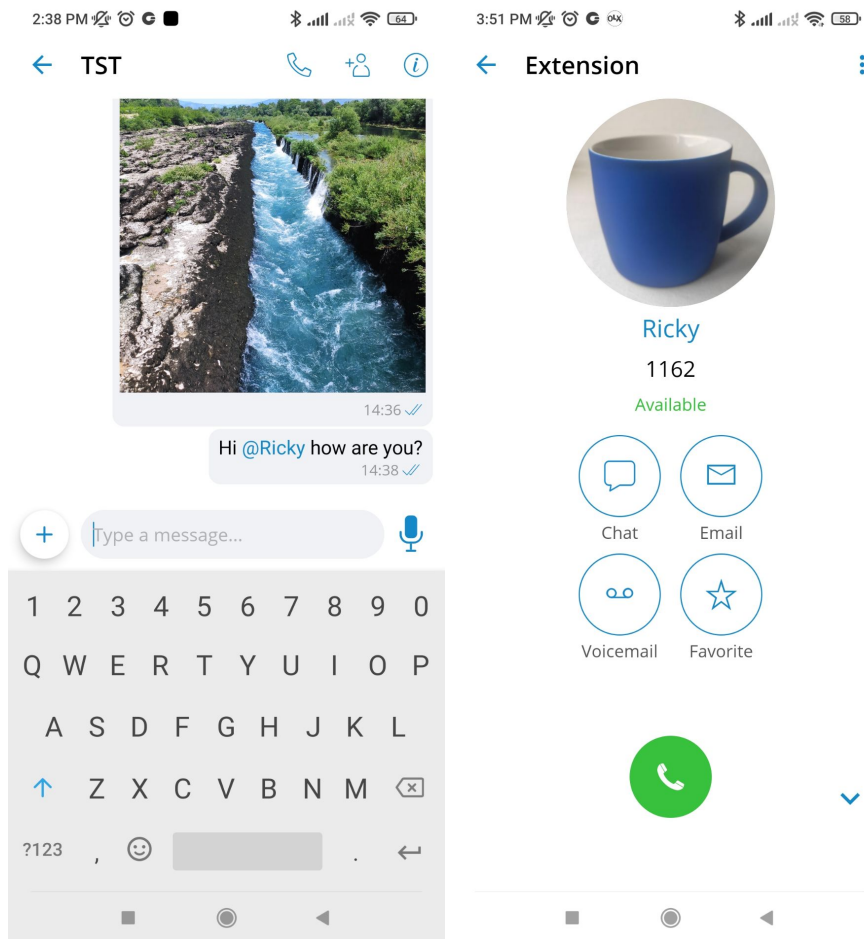 2:38 PM
64
TST
14:36
Hi @Ricky how are you?
14:38
Type a message...
1 2 3 4 5 6 7 8 9 0
Q W E R T Y U I O P
A S D F G H J K L
Z X C V B N M
?123 , .
3:51 PM
58
Extension
Ricky
1162
Available
Chat Email
Voicemail Favorite